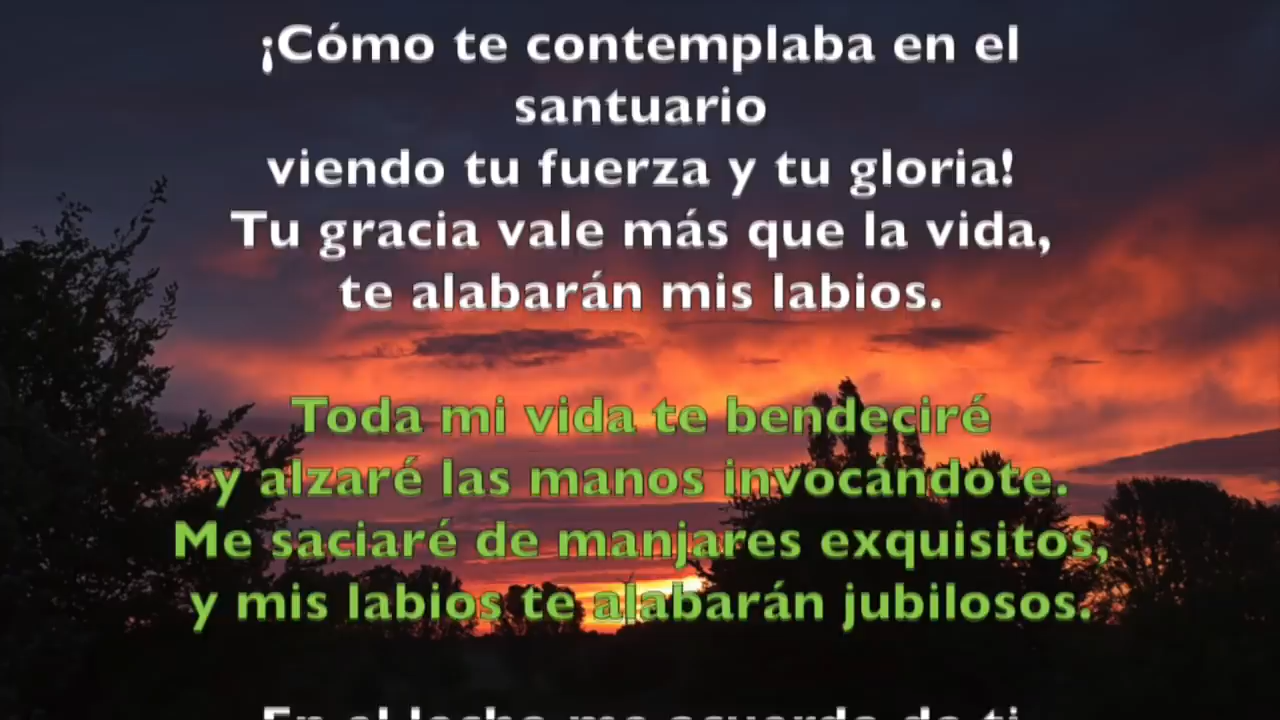 ¡Cómo te contemplaba en el
santuario
viendo tu fuerza y tu gloria!
Tu gracia vale más que la vida,
te alabarán mis labios.
Toda mi vida te bendeciré
y alzaré las manos invocándote.
Me saciaré de manjares exquisitos,
y mis labios te alabarán jubilosos.
En el lecho me acuerdo de ti